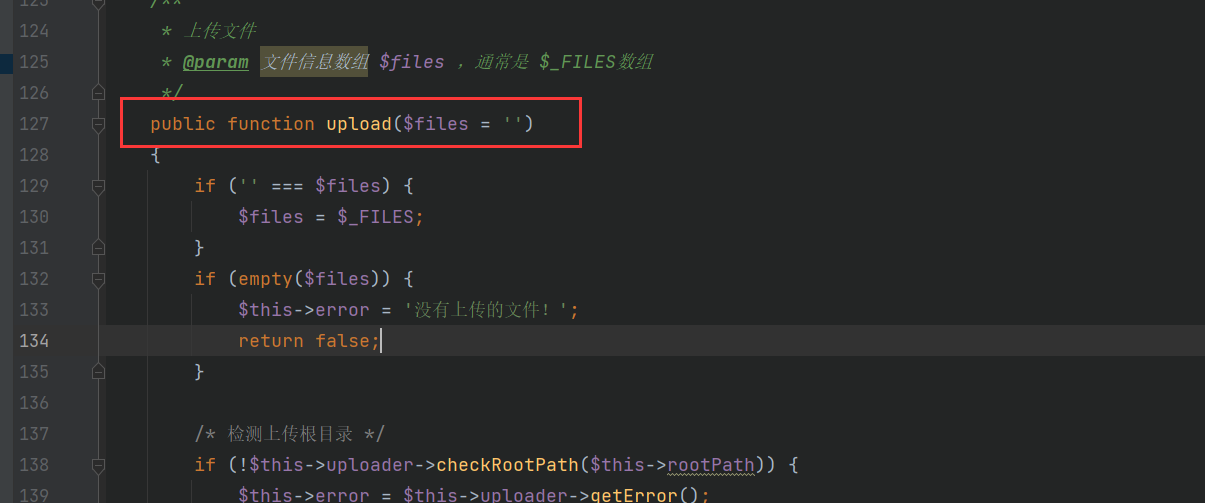 123 /**
124 * 上传文件
125 * @param 文件信息数组 $files ，通常是 $_FILES数组
126 */
127 public function upload($files = '')
128 {
129 if ('' === $files) {
130 $files = $_FILES;
131 }
132 if (empty($files)) {
133 $this->error = '没有上传的文件！';
134 return false;
135 }
136
137 /* 检测上传根目录 */
138 if (!$this->uploader->checkRootPath($this->rootPath)) {
139 $this->error = $this->uploader->getError();